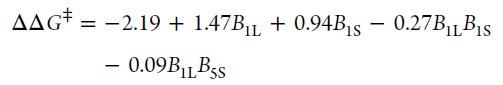 ΔΔG‡ = −2.19 + 1.47B₁L + 0.94B₁S − 0.27B₁LB₁S
− 0.09B₁LB₅S